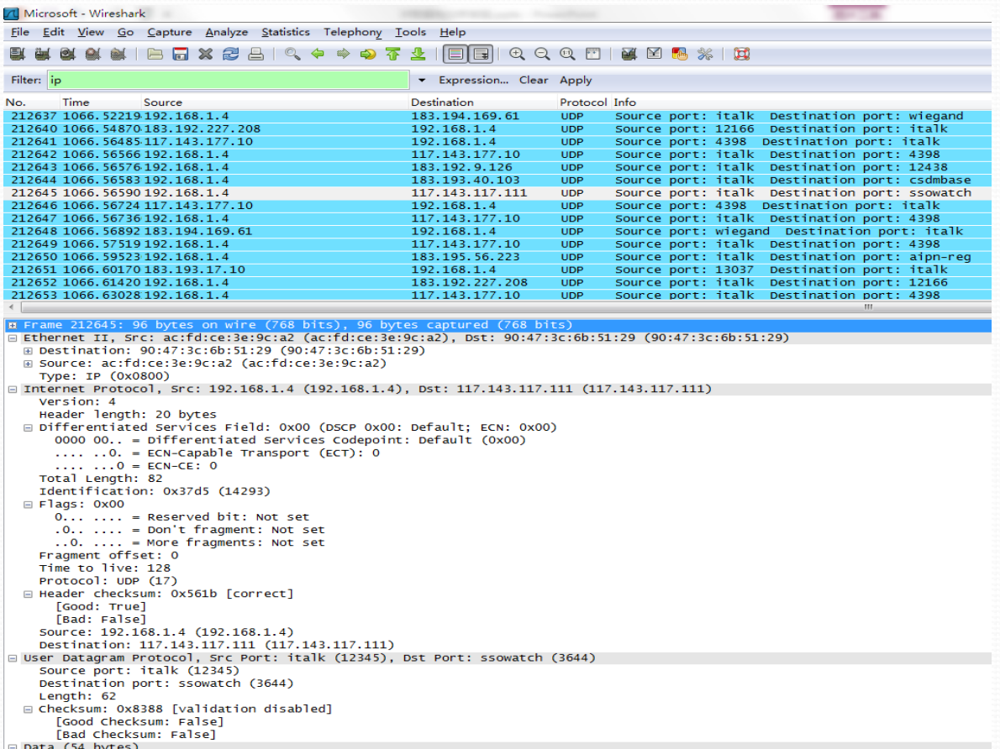 Microsoft - Wireshark
File Edit View Go Capture Analyze Statistics Telephony Tools Help
Filter: ip Expression... Clear Apply
No. Time Source Destination Protocol Info
212637 1066.52219 192.168.1.4 183.194.169.61 UDP Source port: italk Destination port: wiegand
212640 1066.54870 183.192.227.208 192.168.1.4 UDP Source port: 12166 Destination port: italk
212641 1066.56485 117.143.177.10 192.168.1.4 UDP Source port: 4398 Destination port: italk
212642 1066.56566 192.168.1.4 117.143.177.10 UDP Source port: italk Destination port: 4398
212643 1066.56576 192.168.1.4 183.192.9.126 UDP Source port: italk Destination port: 12438
212644 1066.56583 192.168.1.4 183.193.40.103 UDP Source port: italk Destination port: csdmbase
212645 1066.56590 192.168.1.4 117.143.117.111 UDP Source port: italk Destination port: ssowatch
212646 1066.56724 117.143.177.10 192.168.1.4 UDP Source port: 4398 Destination port: italk
212647 1066.56736 192.168.1.4 117.143.177.10 UDP Source port: italk Destination port: 4398
212648 1066.56892 183.194.169.61 192.168.1.4 UDP Source port: wiegand Destination port: italk
212649 1066.57519 192.168.1.4 117.143.177.10 UDP Source port: italk Destination port: 4398
212650 1066.59523 192.168.1.4 183.195.56.223 UDP Source port: italk Destination port: aipn-reg
212651 1066.60170 183.193.17.10 192.168.1.4 UDP Source port: 13037 Destination port: italk
212652 1066.61420 192.168.1.4 183.192.227.208 UDP Source port: italk Destination port: 12166
212653 1066.63028 192.168.1.4 117.143.177.10 UDP Source port: italk Destination port: 4398
Frame 212645: 96 bytes on wire (768 bits), 96 bytes captured (768 bits)
Ethernet II, Src: ac:fd:ce:3e:9c:a2 (ac:fd:ce:3e:9c:a2), Dst: 90:47:3c:6b:51:29 (90:47:3c:6b:51:29)
Destination: 90:47:3c:6b:51:29 (90:47:3c:6b:51:29)
Source: ac:fd:ce:3e:9c:a2 (ac:fd:ce:3e:9c:a2)
Type: IP (0x0800)
Internet Protocol, Src: 192.168.1.4 (192.168.1.4), Dst: 117.143.117.111 (117.143.117.111)
Version: 4
Header length: 20 bytes
Differentiated Services Field: 0x00 (DSCP 0x00: Default; ECN: 0x00)
0000 00.. = Differentiated Services Codepoint: Default (0x00)
.... ..0. = ECN-Capable Transport (ECT): 0
.... ...0 = ECN-CE: 0
Total Length: 82
Identification: 0x37d5 (14293)
Flags: 0x00
0... .... = Reserved bit: Not set
.0.. .... = Don't fragment: Not set
..0. .... = More fragments: Not set
Fragment offset: 0
Time to live: 128
Protocol: UDP (17)
Header checksum: 0x561b [correct]
[Good: True]
[Bad: False]
Source: 192.168.1.4 (192.168.1.4)
Destination: 117.143.117.111 (117.143.117.111)
User Datagram Protocol, Src Port: italk (12345), Dst Port: ssowatch (3644)
Source port: italk (12345)
Destination port: ssowatch (3644)
Length: 62
Checksum: 0x8388 [validation disabled]
[Good Checksum: False]
[Bad Checksum: False]
Data (54 bytes)